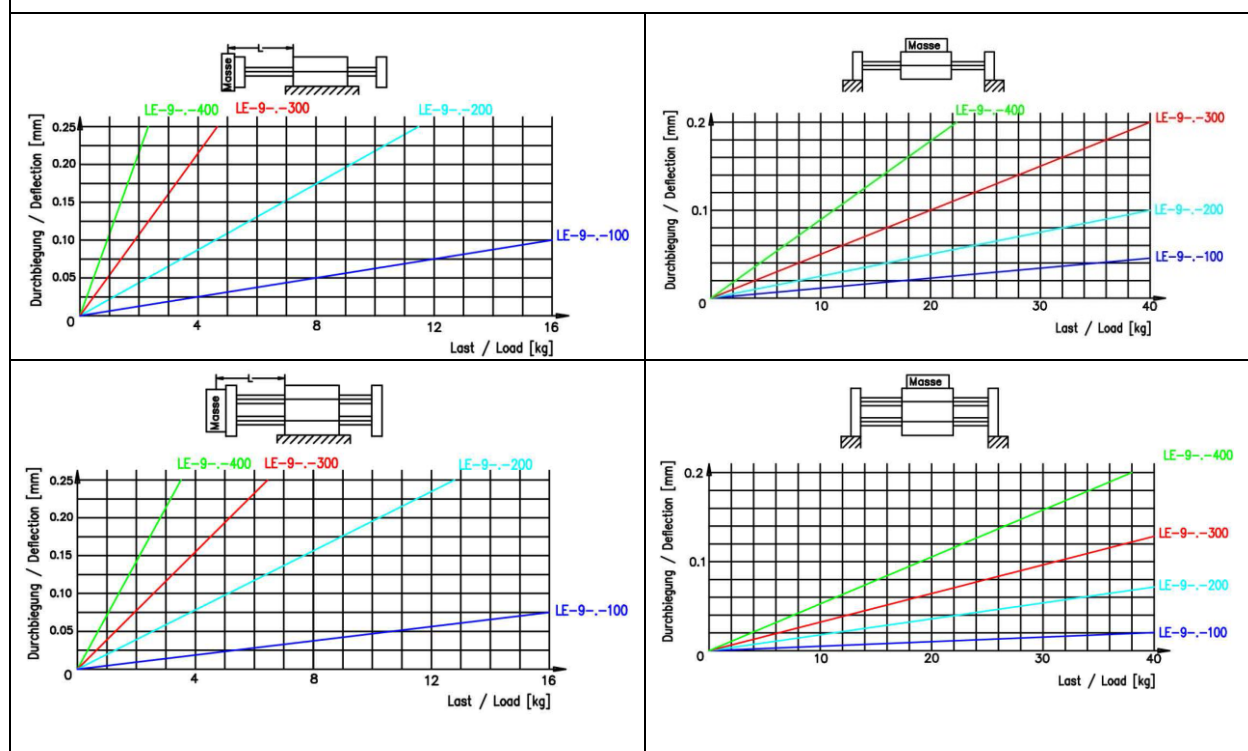 L
Masse
LE-9-.-400 LE-9-.-300 LE-9-.-200
LE-9-.-100
Durchbiegung / Deflection [mm]
0.25
0.20
0.15
0.10
0.05
0 4 8 12 16
Last / Load [kg]
Masse
LE-9-.-400
LE-9-.-300
LE-9-.-200
LE-9-.-100
Durchbiegung / Deflection [mm]
0.2
0.1
0 10 20 30 40
Last / Load [kg]
L
Masse
LE-9-.-400 LE-9-.-300 LE-9-.-200
LE-9-.-100
Durchbiegung / Deflection [mm]
0.25
0.20
0.15
0.10
0.05
0 4 8 12 16
Last / Load [kg]
Masse
LE-9-.-400
LE-9-.-300
LE-9-.-200
LE-9-.-100
Durchbiegung / Deflection [mm]
0.2
0.1
0 10 20 30 40
Last / Load [kg]